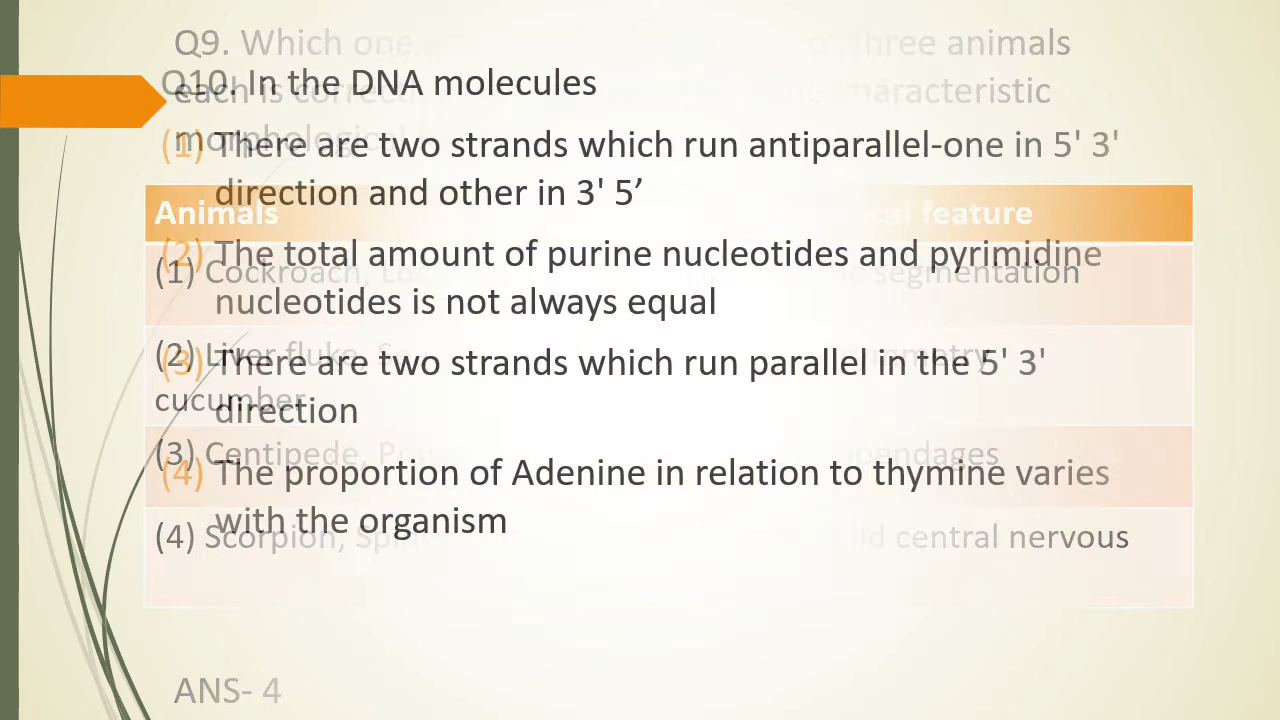 Q9. Which one three animals
each is characteristic
morphological
Animals feature
(1) Cockroach, segmentation
(2) Liver fluke,
cucumber
(3) Centipede,
(4) Scorpion, central nervous
ANS- 4
Q10. In the DNA molecules
(1) There are two strands which run antiparallel-one in 5' 3'
direction and other in 3' 5’
(2) The total amount of purine nucleotides and pyrimidine
nucleotides is not always equal
(3) There are two strands which run parallel in the 5' 3'
direction
(4) The proportion of Adenine in relation to thymine varies
with the organism